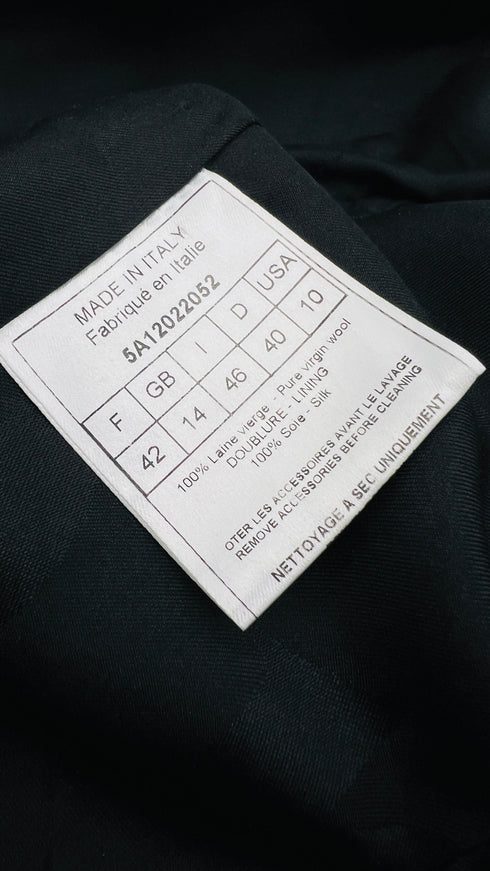 MADE IN ITALY
Fabriqué en Italie
5A12022052
F GB I D USA
42 14 46 40 10
100% Laine vierge - Pure virgin wool
DOUBLURE - LINING
100% Soie - Silk
OTER LES ACCESSOIRES AVANT LE LAVAGE
REMOVE ACCESSORIES BEFORE CLEANING
NETTOYAGE A SEC UNIQUEMENT